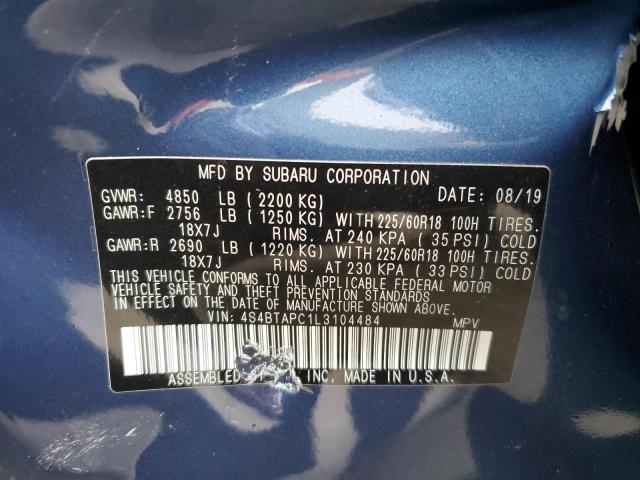 MFD BY SUBARU CORPORATION
GVWR: 4850 LB (2200 KG) DATE: 08/19
GAWR:F 2756 LB (1250 KG) WITH 225/60R18 100H TIRES.
18X7J RIMS. AT 240 KPA (35 PSI) COLD
GAWR:R 2690 LB (1220 KG) WITH 225/60R18 100H TIRES.
18X7J RIMS. AT 230 KPA (33 PSI) COLD
THIS VEHICLE CONFORMS TO ALL APPLICABLE FEDERAL MOTOR
VEHICLE SAFETY AND THEFT PREVENTION STANDARDS
IN EFFECT ON THE DATE OF MANUFACTURE SHOWN ABOVE.
VIN: 4S4BTAPC1L3104484 MPV
ASSEMBLED INC. MADE IN U.S.A.